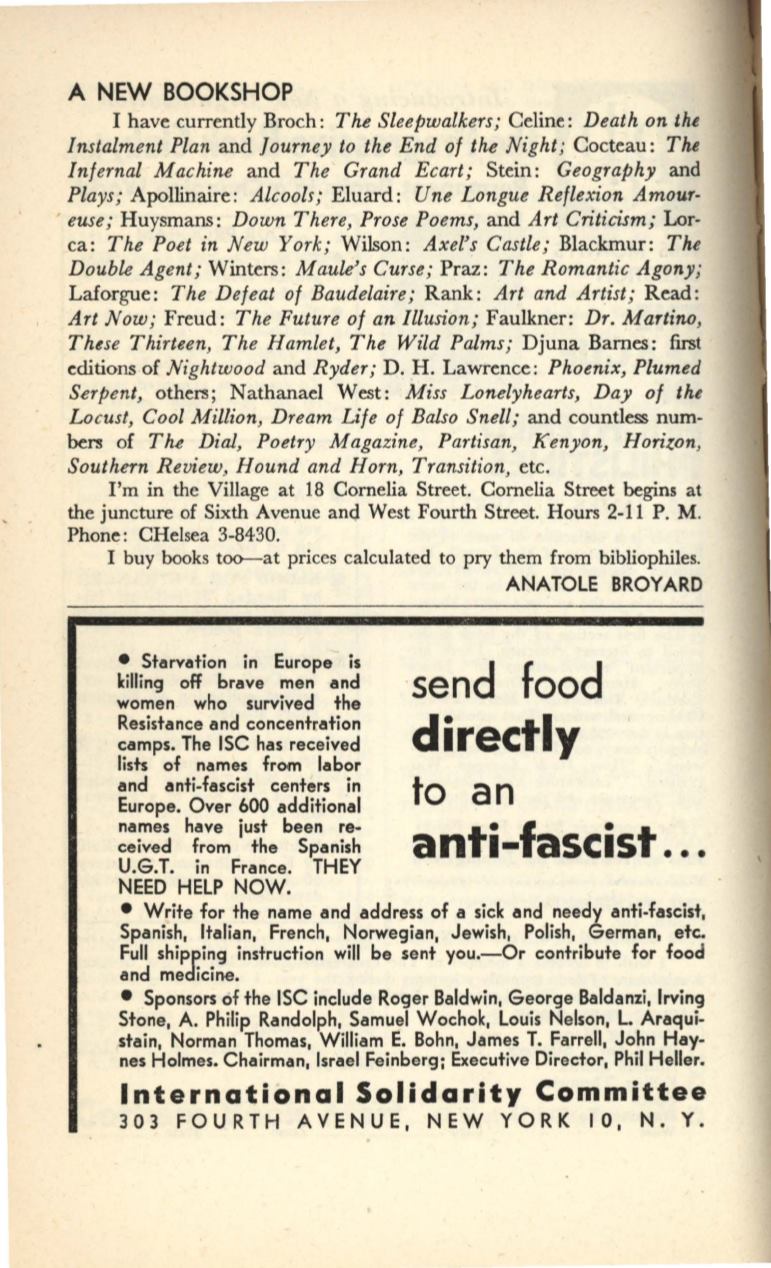 A NEW BOOKSHOP
I have currently Broch: The Sleepwalkers; Celine: Death on the
Instalment Plan and Journey to the End of the Night; Cocteau: The
Infernal Machine and The Grand Ecart; Stein: Geography and
Plays; Apollinaire: Alcools; Eluard: Une Longue Reflexion Amour-
euse; Huysmans: Down There, Prose Poems, and Art Criticism; Lor-
ca: The Poet in New York; Wilson: Axel's Castle; Blackmur: The
Double Agent; Winters: Maule's Curse; Praz: The Romantic Agony;
Laforgue: The Defeat of Baudelaire; Rank: Art and Artist; Read:
Art Now; Freud: The Future of an Illusion; Faulkner: Dr. Martino,
These Thirteen, The Hamlet, The Wild Palms; Djuna Barnes: first
editions of Nightwood and Ryder; D. H. Lawrence: Phoenix, Plumed
Serpent, others; Nathanael West: Miss Lonelyhearts, Day of the
Locust, Cool Million, Dream Life of Balso Snell; and countless num-
bers of The Dial, Poetry Magazine, Partisan, Kenyon, Horizon,
Southern Review, Hound and Horn, Transition, etc.
I'm in the Village at 18 Cornelia Street. Cornelia Street begins at
the juncture of Sixth Avenue and West Fourth Street. Hours 2-11 P. M.
Phone: CHelsea 3-8430.
I buy books too—at prices calculated to pry them from bibliophiles.
ANATOLE BROYARD
• Starvation in Europe is
killing off brave men and
women who survived the
Resistance and concentration
camps. The ISC has received
lists of names from labor
and anti-fascist centers in
Europe. Over 600 additional
names have just been re-
ceived from the Spanish
U.G.T. in France. THEY
NEED HELP NOW.
send food
directly
to an
anti-fascist...
• Write for the name and address of a sick and needy anti-fascist,
Spanish, Italian, French, Norwegian, Jewish, Polish, German, etc.
Full shipping instruction will be sent you.—Or contribute for food
and medicine.
• Sponsors of the ISC include Roger Baldwin, George Baldanzi, Irving
Stone, A. Philip Randolph, Samuel Wochok, Louis Nelson, L. Araqui-
stain, Norman Thomas, William E. Bohn, James T. Farrell, John Hay-
nes Holmes. Chairman, Israel Feinberg; Executive Director, Phil Heller.
International Solidarity Committee
303 FOURTH AVENUE, NEW YORK 10, N. Y.